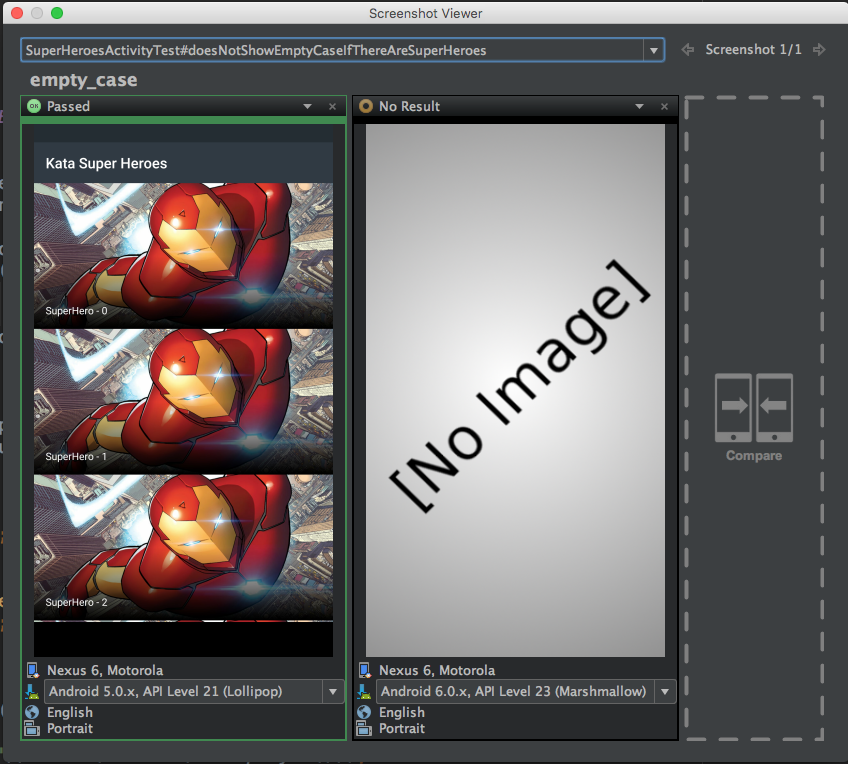 Screenshot Viewer
SuperHeroesActivityTest#doesNotShowEmptyCaseIfThereAreSuperHeroes
Screenshot 1/1
empty_case
OK Passed
No Result
Kata Super Heroes
SuperHero - 0
SuperHero - 1
SuperHero - 2
[No Image]
Compare
Nexus 6, Motorola
Android 5.0.x, API Level 21 (Lollipop)
English
Portrait
Nexus 6, Motorola
Android 6.0.x, API Level 23 (Marshmallow)
English
Portrait